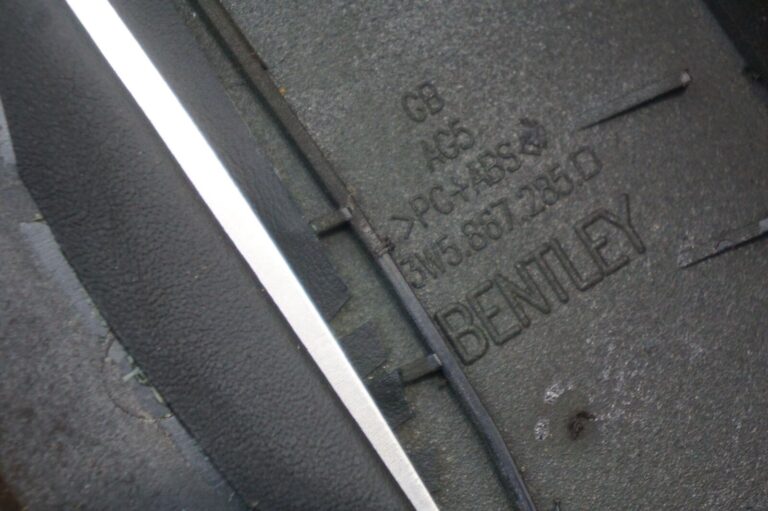 GB
AG5
>PC+ABS<
3W5.867.285.D
BENTLEY